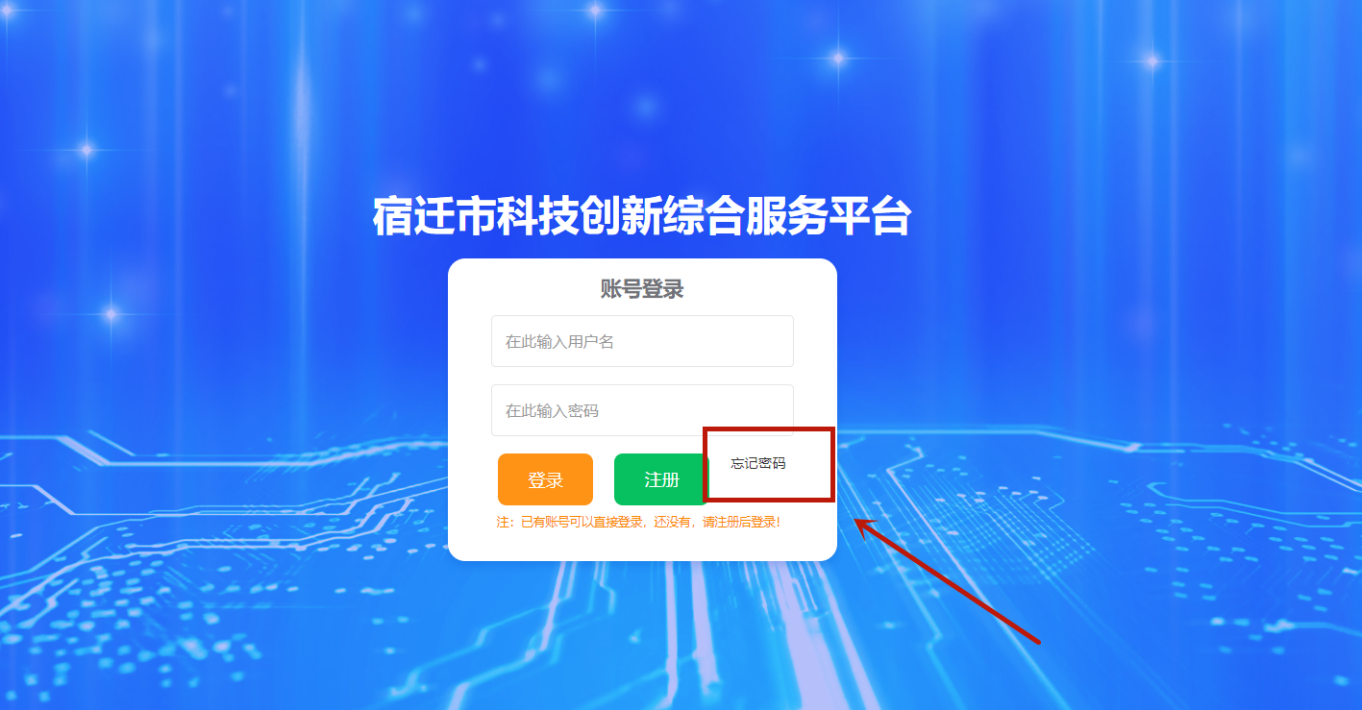 宿迁市科技创新综合服务平台
账号登录
在此输入用户名
在此输入密码
登录 注册 忘记密码
注：已有账号可以直接登录，还没有，请注册后登录！